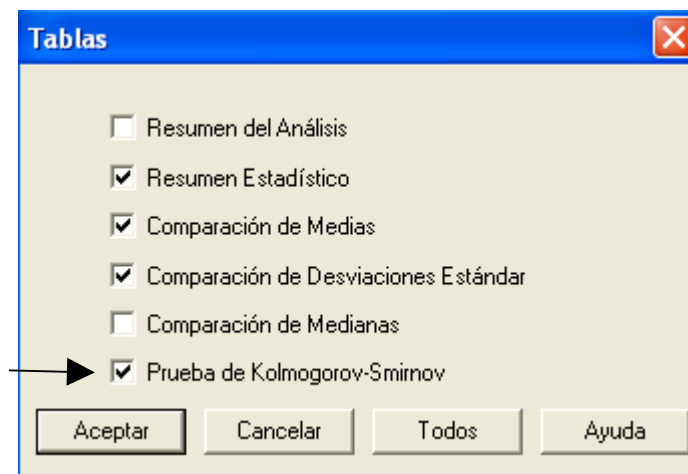 Tablas
Resumen del Análisis
Resumen Estadístico
Comparación de Medias
Comparación de Desviaciones Estándar
Comparación de Medianas
Prueba de Kolmogorov-Smirnov
Aceptar Cancelar Todos Ayuda